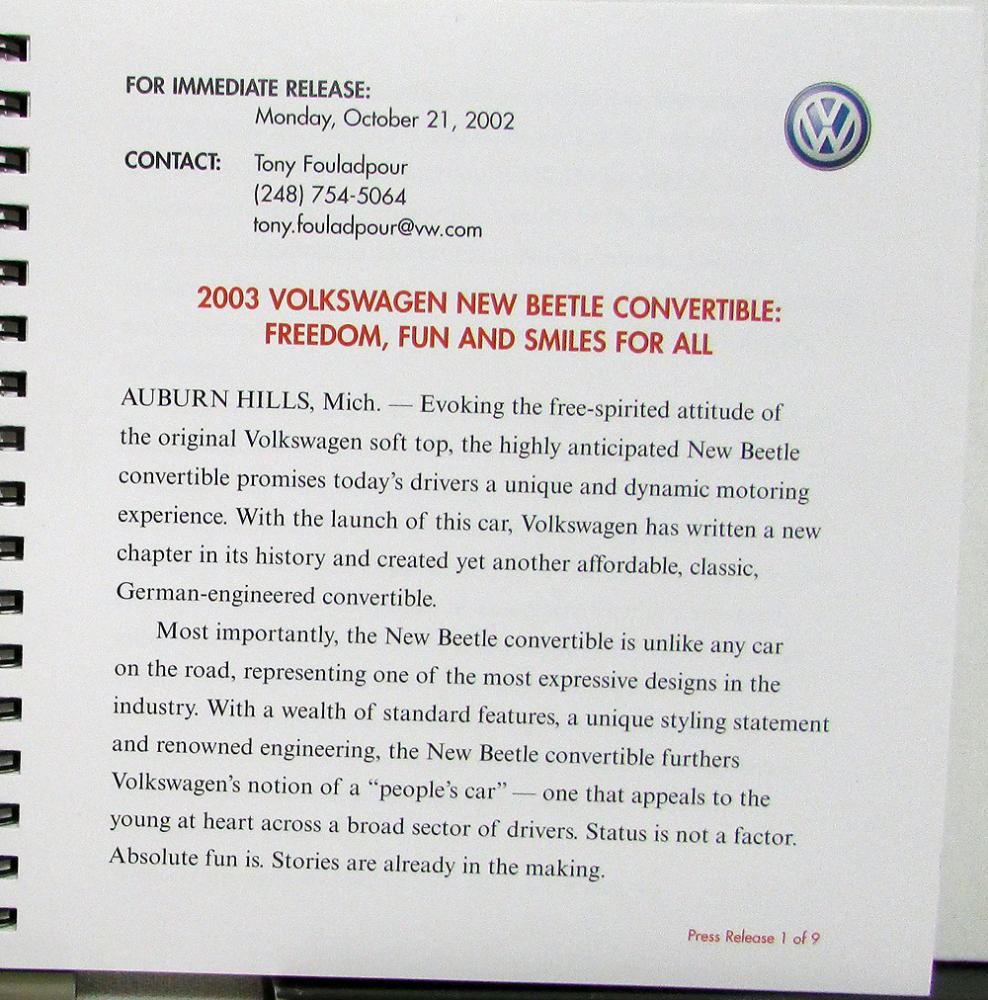 FOR IMMEDIATE RELEASE:
Monday, October 21, 2002
CONTACT: Tony Fouladpour
(248) 754-5064
tony.fouladpour@vw.com
2003 VOLKSWAGEN NEW BEETLE CONVERTIBLE:
FREEDOM, FUN AND SMILES FOR ALL
AUBURN HILLS, Mich. — Evoking the free-spirited attitude of
the original Volkswagen soft top, the highly anticipated New Beetle
convertible promises today's drivers a unique and dynamic motoring
experience. With the launch of this car, Volkswagen has written a new
chapter in its history and created yet another affordable, classic,
German-engineered convertible.
Most importantly, the New Beetle convertible is unlike any car
on the road, representing one of the most expressive designs in the
industry. With a wealth of standard features, a unique styling statement
and renowned engineering, the New Beetle convertible furthers
Volkswagen's notion of a “people's car” — one that appeals to the
young at heart across a broad sector of drivers. Status is not a factor.
Absolute fun is. Stories are already in the making.
Press Release 1 of 9